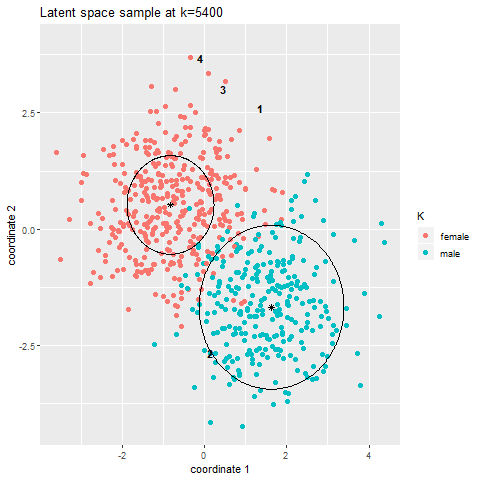 Latent space sample at k=5400
4
3
1
2.5
0.0
-2.5
2
coordinate 2
-2
0
2
4
coordinate 1
K
female
male